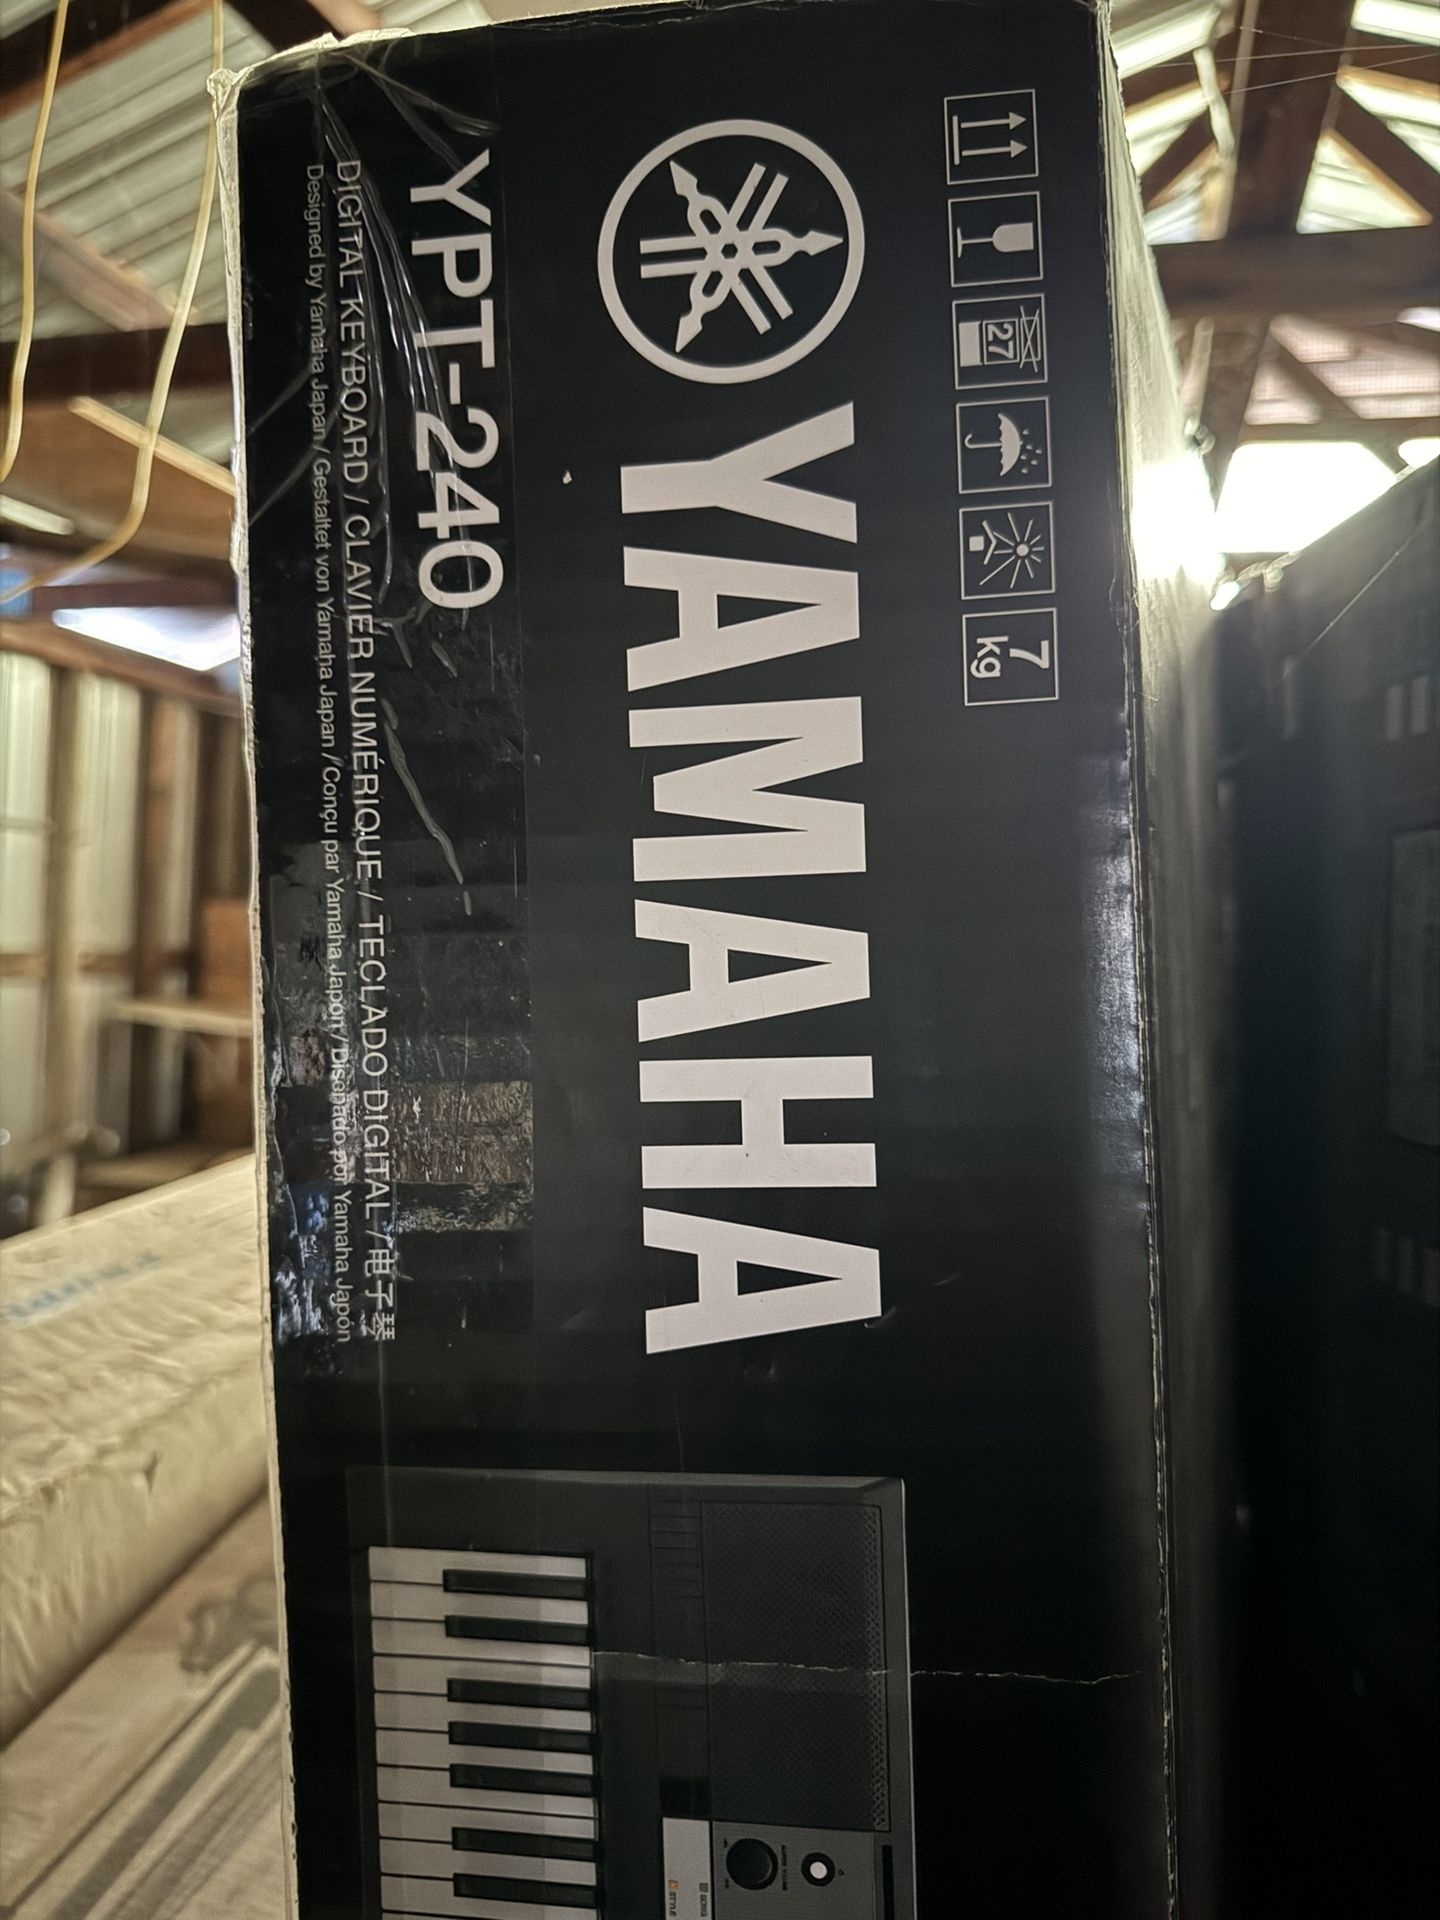 27
7
kg
YAMAHA
YPT-240
DIGITAL KEYBOARD / CLAVIER NUMÉRIQUE / TECLADO DIGITAL / 电子琴
Designed by Yamaha Japan / Gestaltet von Yamaha Japan / Conçu par Yamaha Japon / Diseñado por Yamaha Japón
STYLE